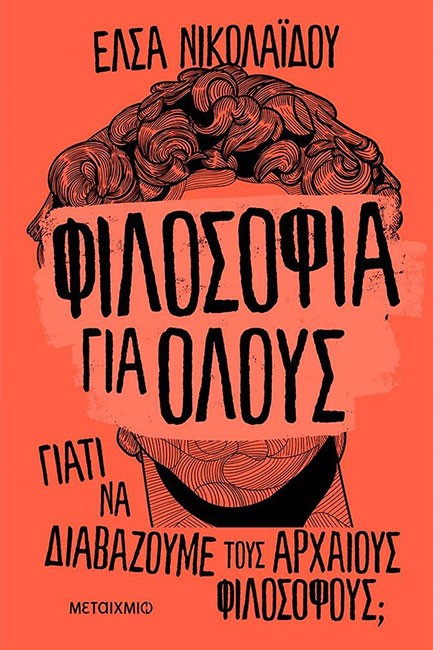 ΕΛΣΑ ΝΙΚΟΛΑΪΔΟΥ
ΦΙΛΟΣΟΦΙΑ
ΓΙΑ ΟΛΟΥΣ
ΓΙΑΤΙ
ΝΑ
ΔΙΑΒΑΖΟΥΜΕ ΤΟΥΣ ΑΡΧΑΙΟΥΣ
ΦΙΛΟΣΟΦΟΥΣ;
ΜΕΤΑΙΧΜΙΟ